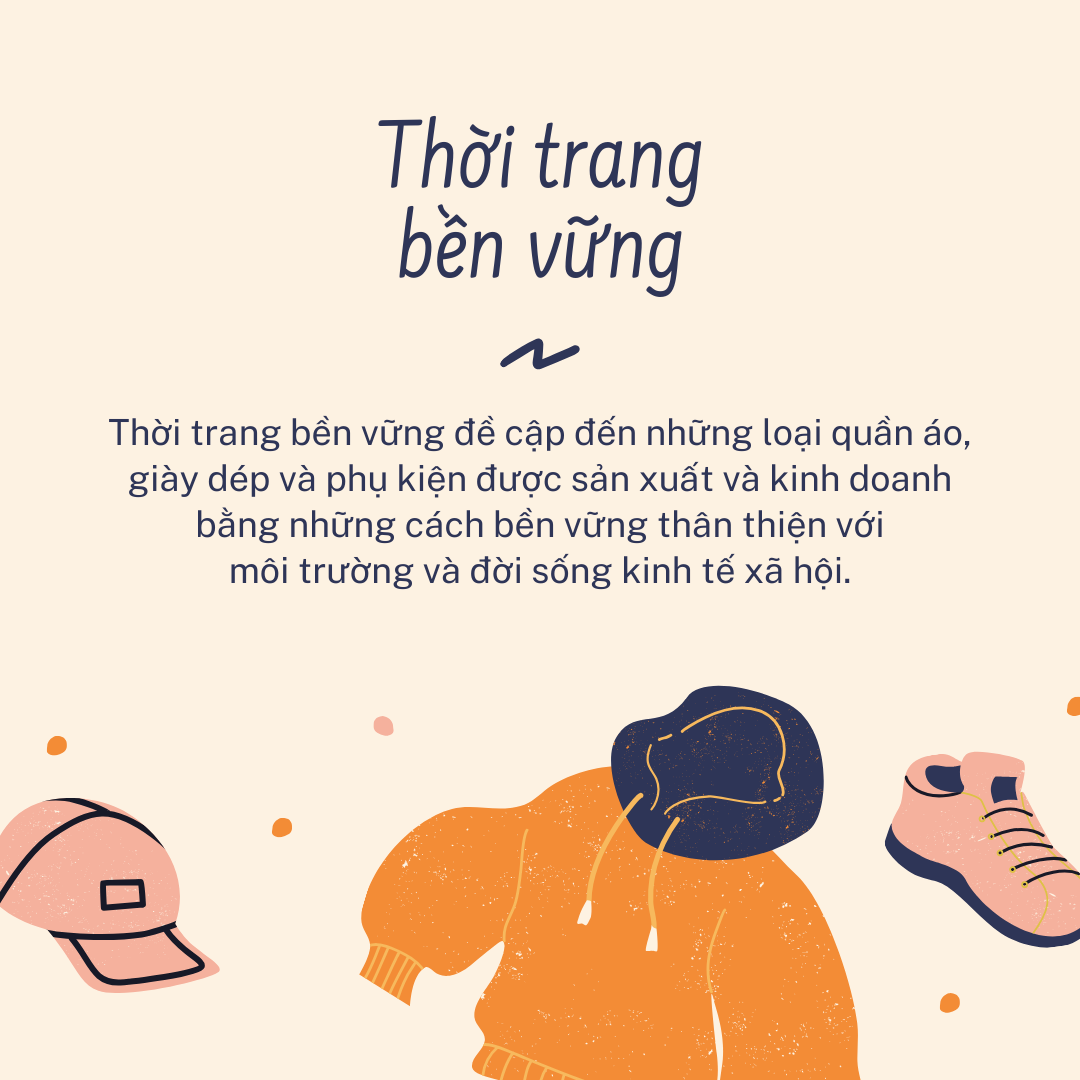 Thời trang
bền vững
Thời trang bền vững đề cập đến những loại quần áo,
giày dép và phụ kiện được sản xuất và kinh doanh
bằng những cách bền vững thân thiện với
môi trường và đời sống kinh tế xã hội.